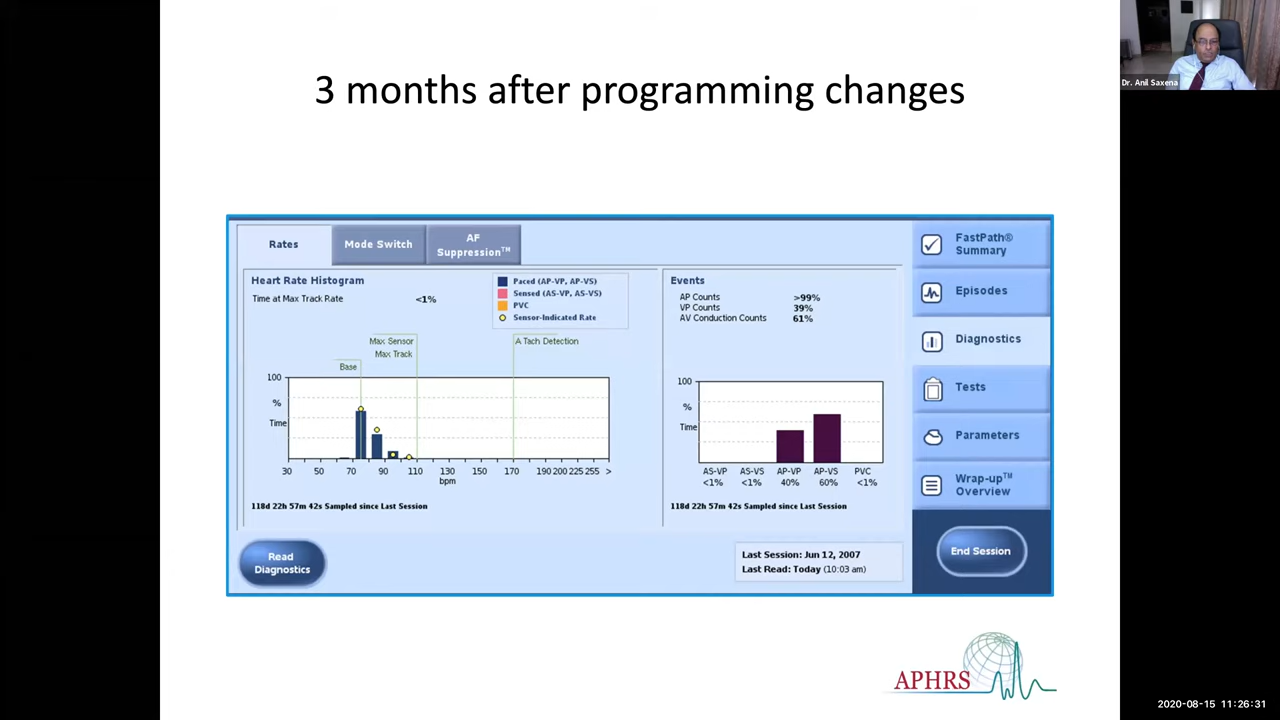 3 months after programming changes
Dr. Anil Saxena
Rates
Mode Switch
AF
Suppression™
Heart Rate Histogram
Time at Max Track Rate <1%
Paced (AP-VP, AP-VS)
Sensed (AS-VP, AS-VS)
PVC
Sensor-Indicated Rate
Max Sensor
Max Track
A Tach Detection
Base
100
%
Time
30 50 70 90 110 130 150 170 190 200 225 255 >
bpm
118d 22h 57m 42s Sampled since Last Session
Events
AP Counts >99%
VP Counts 39%
AV Conduction Counts 61%
100
%
Time
AS-VP AS-VS AP-VP AP-VS PVC
<1% <1% 40% 60% <1%
118d 22h 57m 42s Sampled since Last Session
Read
Diagnostics
Last Session: Jun 12, 2007
Last Read: Today (10:03 am)
FastPath®
Summary
Episodes
Diagnostics
Tests
Parameters
Wrap-up™
Overview
End Session
APHRS
2020-08-15 11:26:31